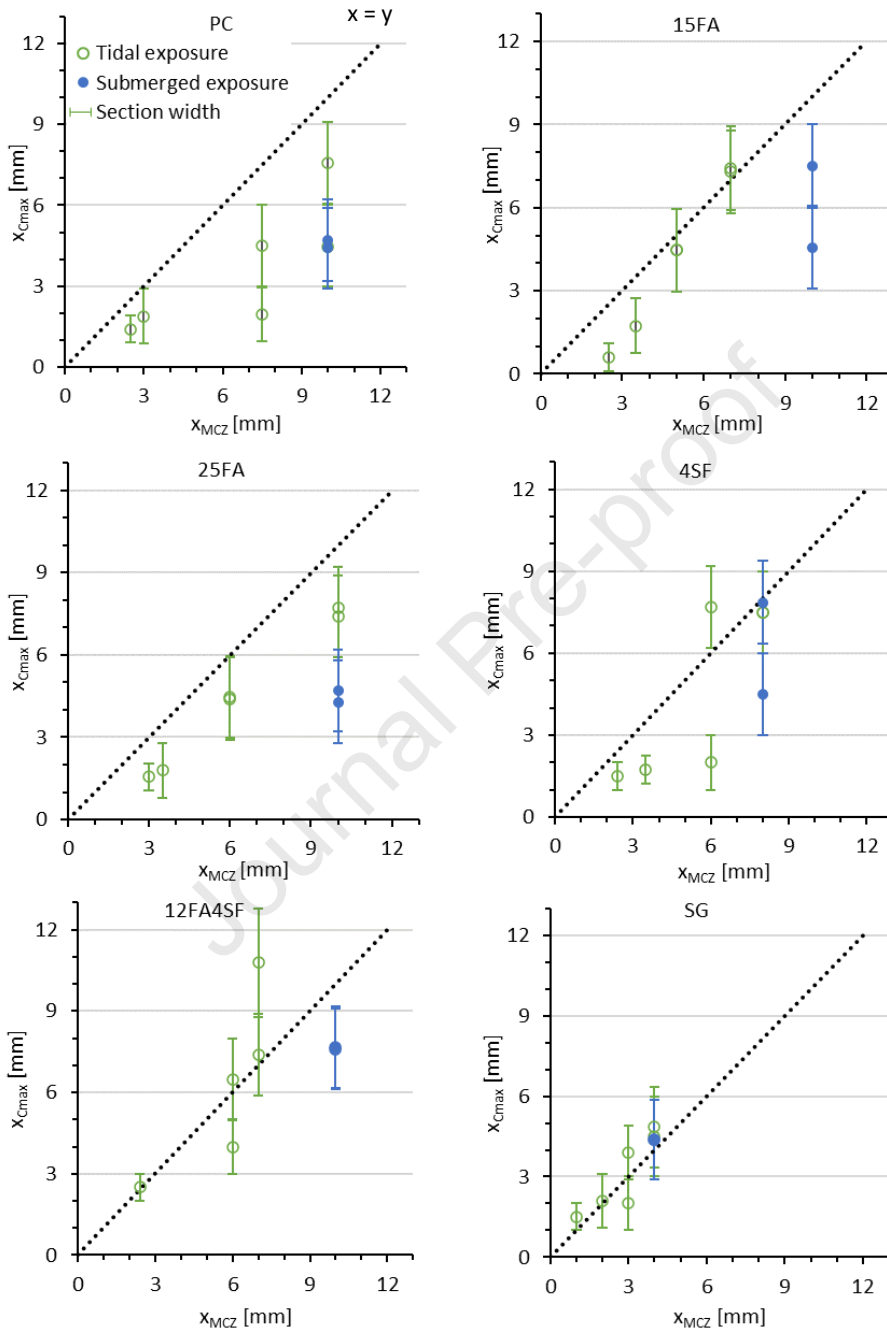 PC
x = y
Tidal exposure
Submerged exposure
Section width
12
9
6
3
0
xCmax [mm]
0 3 6 9 12
xMCZ [mm]
15FA
12
9
6
3
0
xCmax [mm]
0 3 6 9 12
xMCZ [mm]
25FA
12
9
6
3
0
xCmax [mm]
0 3 6 9 12
xMCZ [mm]
4SF
12
9
6
3
0
xCmax [mm]
0 3 6 9 12
xMCZ [mm]
12FA4SF
12
9
6
3
0
xCmax [mm]
0 3 6 9 12
xMCZ [mm]
SG
12
9
6
3
0
xCmax [mm]
0 3 6 9 12
xMCZ [mm]
Journal Pre-proof